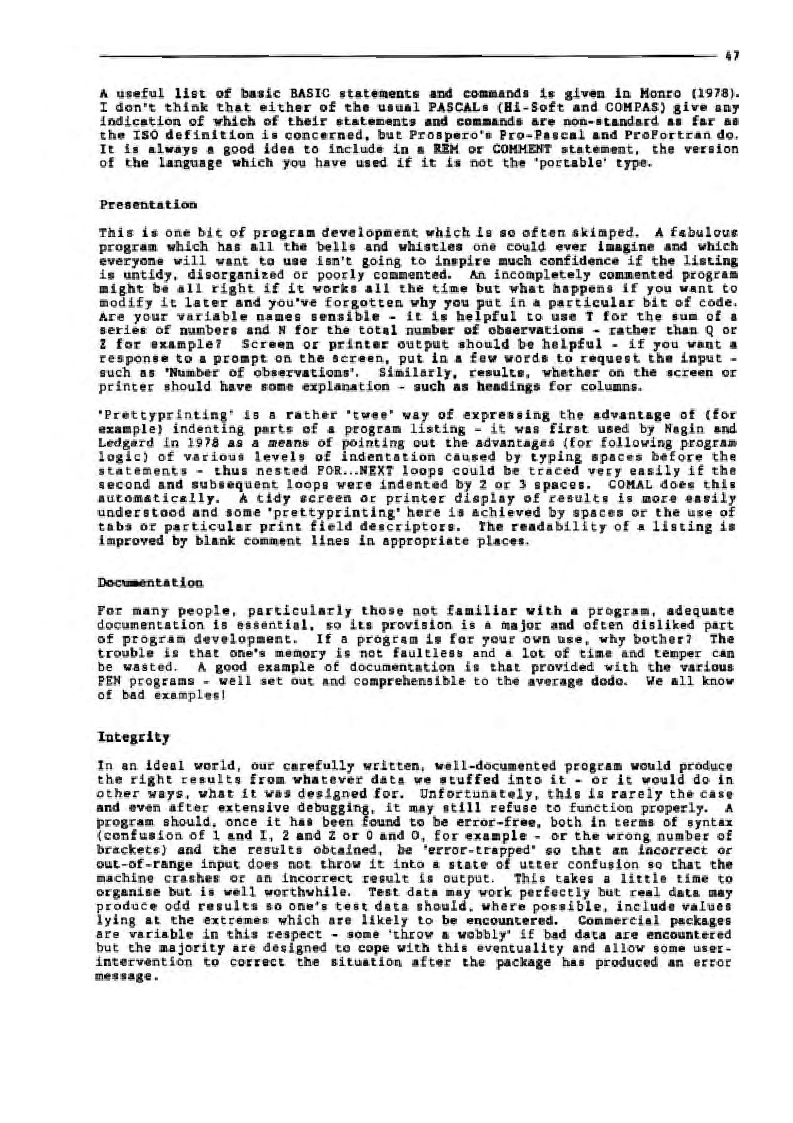 47
A useful list of basic BASIC statements and commands is given in Monro (1978).
I don't think that either of the usual PASCALs (Hi-Soft and COMPAS) give any
indication of which of their statements and commands are non-standard as far as
the ISO definition is concerned, but Prospero's Pro-Pascal and ProFortran do.
It is always a good idea to include in a REM or COMMENT statement, the version
of the language which you have used if it is not the 'portable' type.
Presentation
This is one bit of program development which is so often skimped. A fabulous
program which has all the bells and whistles one could ever imagine and which
everyone will want to use isn't going to inspire much confidence if the listing
is untidy, disorganized or poorly commented. An incompletely commented program
might be all right if it works all the time but what happens if you want to
modify it later and you've forgotten why you put in a particular bit of code.
Are your variable names sensible - it is helpful to use T for the sum of a
series of numbers and N for the total number of observations - rather than Q or
Z for example? Screen or printer output should be helpful - if you want a
response to a prompt on the screen, put in a few words to request the input -
such as 'Number of observations'. Similarly, results, whether on the screen or
printer should have some explanation - such as headings for columns.
'Prettyprinting' is a rather 'twee' way of expressing the advantage of (for
example) indenting parts of a program listing - it was first used by Nagin and
Ledgard in 1978 as a means of pointing out the advantages (for following program
logic) of various levels of indentation caused by typing spaces before the
statements - thus nested FOR...NEXT loops could be traced very easily if the
second and subsequent loops were indented by 2 or 3 spaces. COMAL does this
automatically. A tidy screen or printer display of results is more easily
understood and some 'prettyprinting' here is achieved by spaces or the use of
tabs or particular print field descriptors. The readability of a listing is
improved by blank comment lines in appropriate places.
Documentation
For many people, particularly those not familiar with a program, adequate
documentation is essential, so its provision is a major and often disliked part
of program development. If a program is for your own use, why bother? The
trouble is that one's memory is not faultless and a lot of time and temper can
be wasted. A good example of documentation is that provided with the various
PEN programs - well set out and comprehensible to the average dodo. We all know
of bad examples!
Integrity
In an ideal world, our carefully written, well-documented program would produce
the right results from whatever data we stuffed into it - or it would do in
other ways, what it was designed for. Unfortunately, this is rarely the case
and even after extensive debugging, it may still refuse to function properly. A
program should, once it has been found to be error-free, both in terms of syntax
(confusion of 1 and I, 2 and Z or 0 and O, for example - or the wrong number of
brackets) and the results obtained, be 'error-trapped' so that an incorrect or
out-of-range input does not throw it into a state of utter confusion so that the
machine crashes or an incorrect result is output. This takes a little time to
organise but is well worthwhile. Test data may work perfectly but real data may
produce odd results so one's test data should, where possible, include values
lying at the extremes which are likely to be encountered. Commercial packages
are variable in this respect - some 'throw a wobbly' if bad data are encountered
but the majority are designed to cope with this eventuality and allow some user-
intervention to correct the situation after the package has produced an error
message.